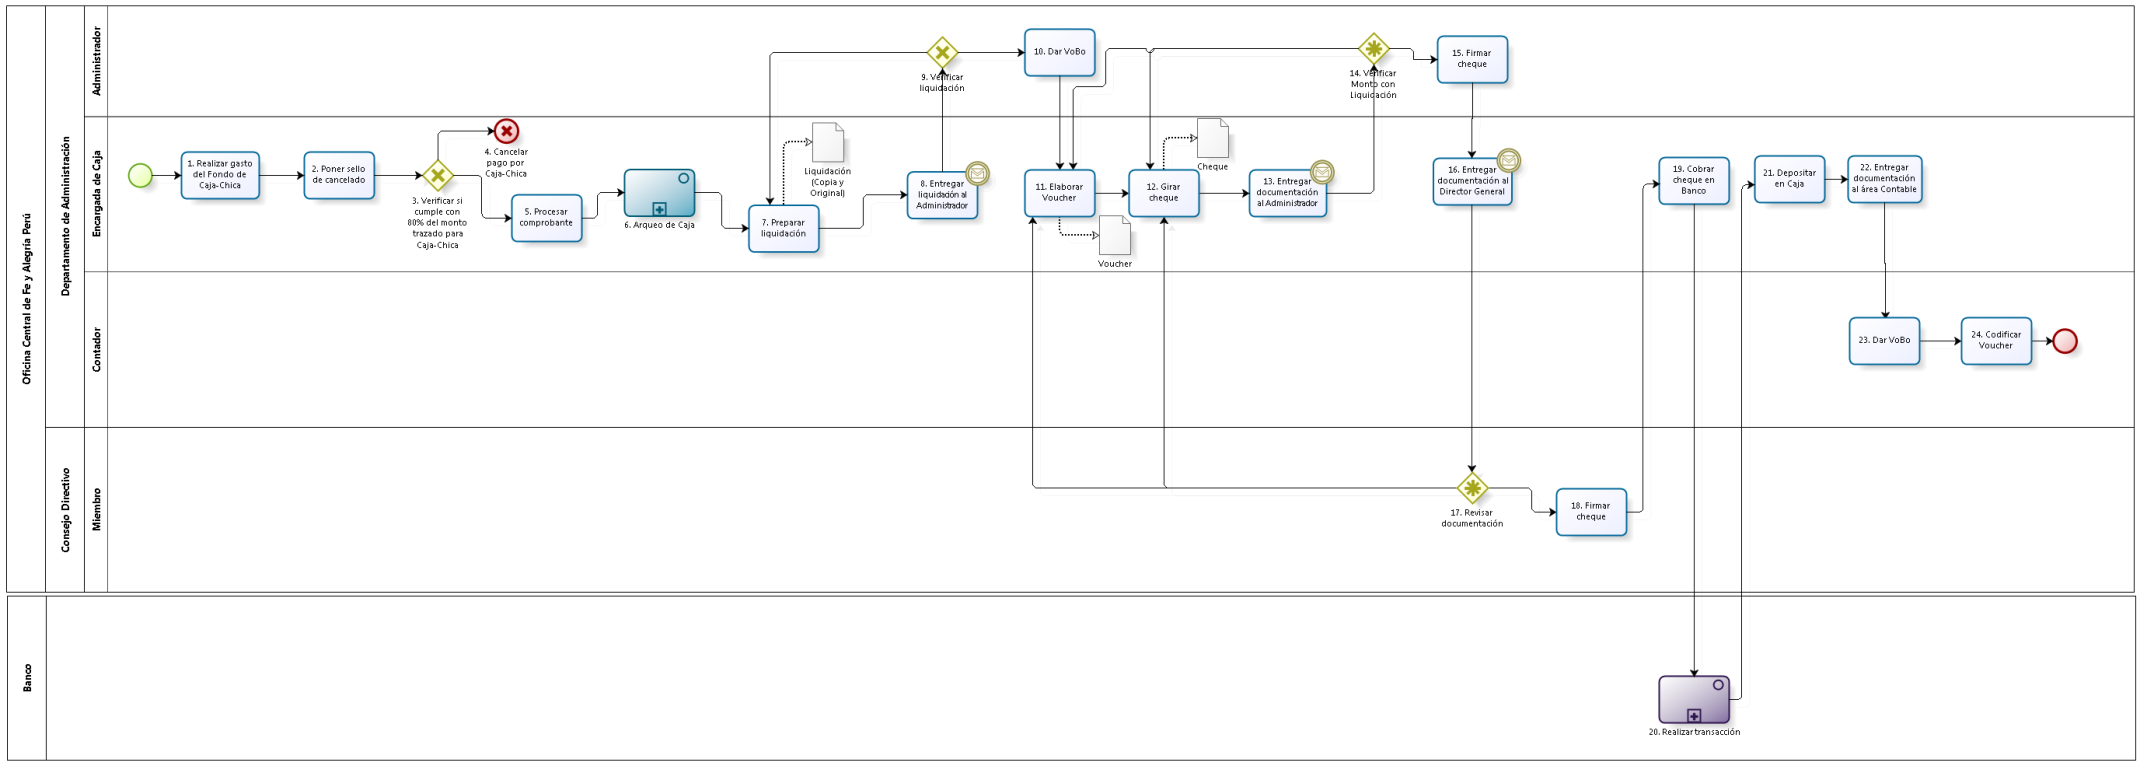 Oficina Central de Fe y Alegría Perú
Departamento de Administración
Administrador
Encargada de Caja
Contador
Consejo Directivo
Miembro
Banco
1. Realizar gasto
del Fondo de
Caja-Chica
2. Poner sello
de cancelado
3. Verificar si
cumple con
80% del monto
trazado para
Caja-Chica
4. Cancelar
pago por
Caja-Chica
5. Procesar
comprobante
6. Arqueo de Caja
7. Preparar
liquidación
Liquidación
(Copia y
Original)
8. Entregar
liquidación al
Administrador
9. Verificar
liquidación
10. Dar VoBo
11. Elaborar
Voucher
Voucher
12. Girar
cheque
Cheque
13. Entregar
documentación
al Administrador
14. Verificar
Monto con
Liquidación
15. Firmar
cheque
16. Entregar
documentación al
Director General
17. Revisar
documentación
18. Firmar
cheque
19. Cobrar
cheque en
Banco
20. Realizar transacción
21. Depositar
en Caja
22. Entregar
documentación
al área Contable
23. Dar VoBo
24. Codificar
Voucher